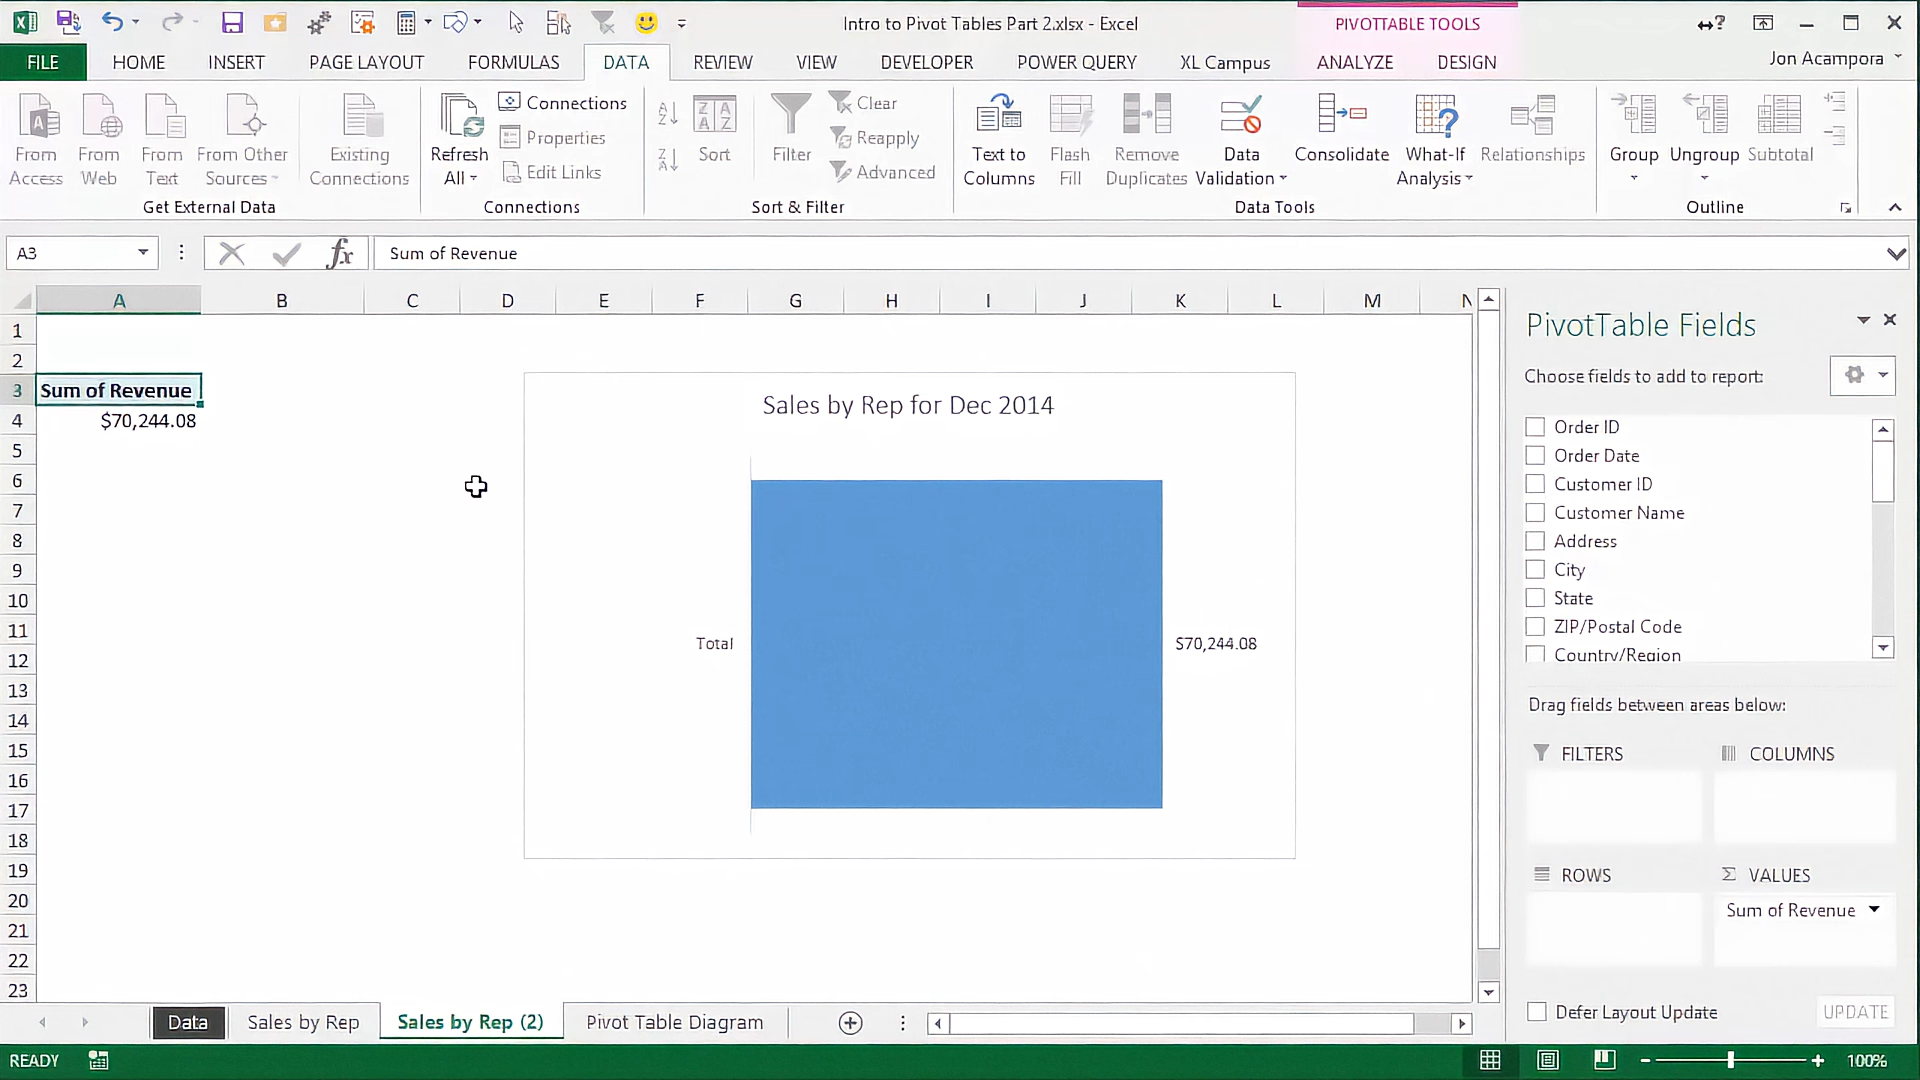 Intro to Pivot Tables Part 2.xlsx - Excel
PIVOTTABLE TOOLS
FILE HOME INSERT PAGE LAYOUT FORMULAS DATA REVIEW VIEW DEVELOPER POWER QUERY XL Campus ANALYZE DESIGN Jon Acampora
From Access
From Web
From Text
From Other Sources
Existing Connections
Get External Data
Refresh All
Connections
Properties
Edit Links
Connections
Sort
Filter
Clear
Reapply
Advanced
Sort & Filter
Text to Columns
Flash Fill
Remove Duplicates
Data Validation
Consolidate
What-If Analysis
Relationships
Data Tools
Group
Ungroup
Subtotal
Outline
A3
fx
Sum of Revenue
A B C D E F G H I J K L M N
1
2
3 Sum of Revenue
4 $70,244.08
5
6
7
8
9
10
11
12
13
14
15
16
17
18
19
20
21
22
23
Sales by Rep for Dec 2014
Total $70,244.08
PivotTable Fields
Choose fields to add to report:
Order ID
Order Date
Customer ID
Customer Name
Address
City
State
ZIP/Postal Code
Country/Region
Drag fields between areas below:
FILTERS
COLUMNS
ROWS
VALUES
Sum of Revenue
Defer Layout Update
UPDATE
Data Sales by Rep Sales by Rep (2) Pivot Table Diagram
READY
100%